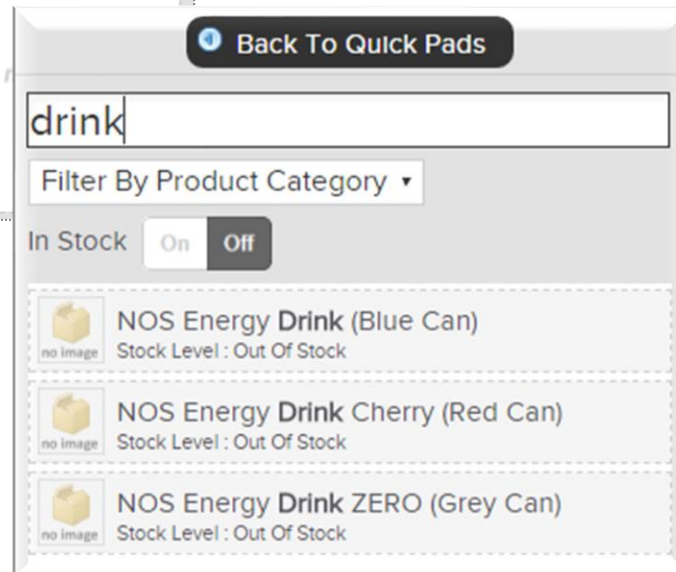 Back To Quick Pads
drink
Filter By Product Category
In Stock On Off
NOS Energy Drink (Blue Can)
Stock Level : Out Of Stock
no image
NOS Energy Drink Cherry (Red Can)
Stock Level : Out Of Stock
no image
NOS Energy Drink ZERO (Grey Can)
Stock Level : Out Of Stock
no image